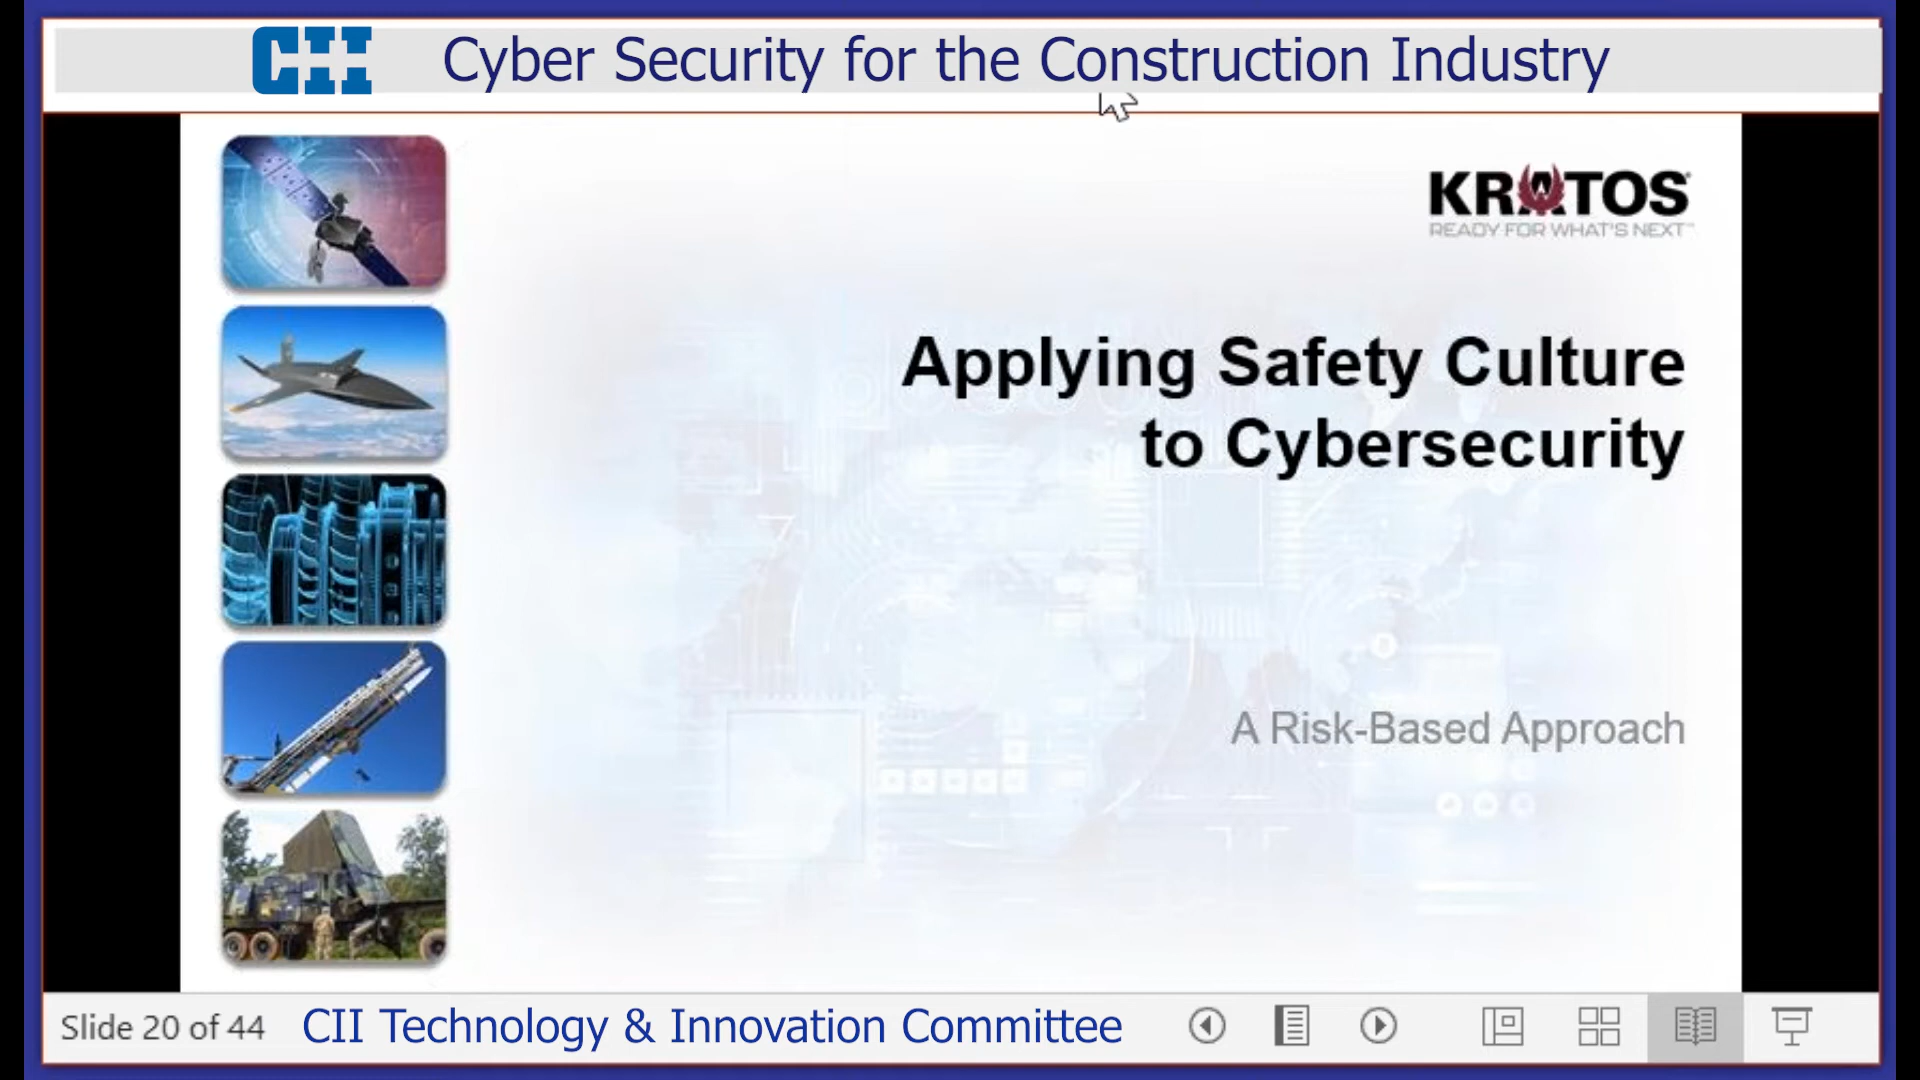 CII Cyber Security for the Construction Industry
KRATOS
READY FOR WHAT'S NEXT™
Applying Safety Culture
to Cybersecurity
A Risk-Based Approach
Slide 20 of 44 CII Technology & Innovation Committee